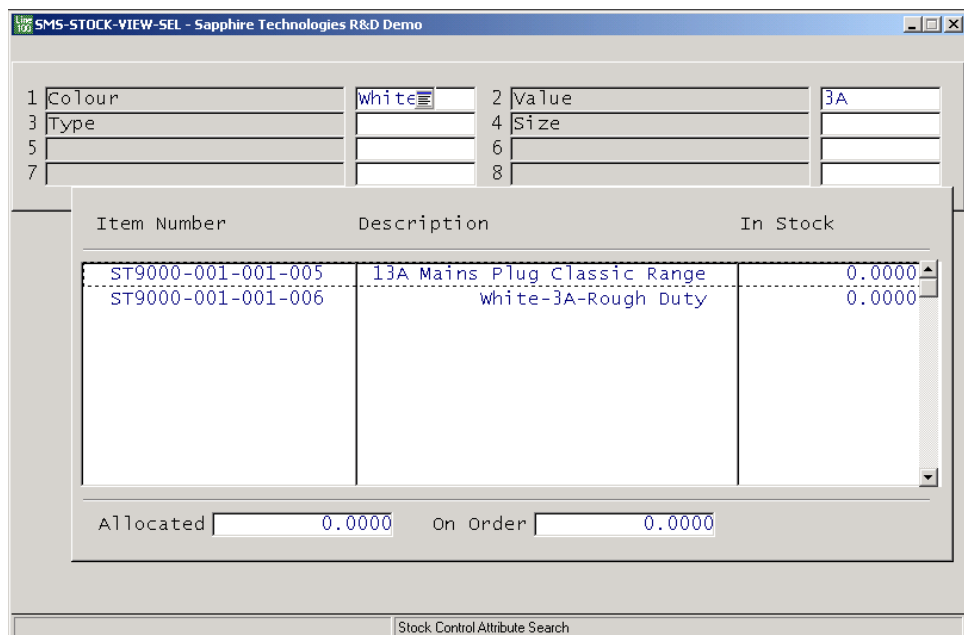 Line 100 SMS-STOCK-VIEW-SEL - Sapphire Technologies R&D Demo
1 Colour White 2 Value 3A
3 Type 4 Size
5 6
7 8
Item Number Description In Stock
ST9000-001-001-005 13A Mains Plug Classic Range 0.0000
ST9000-001-001-006 White-3A-Rough Duty 0.0000
Allocated 0.0000 On Order 0.0000
Stock Control Attribute Search